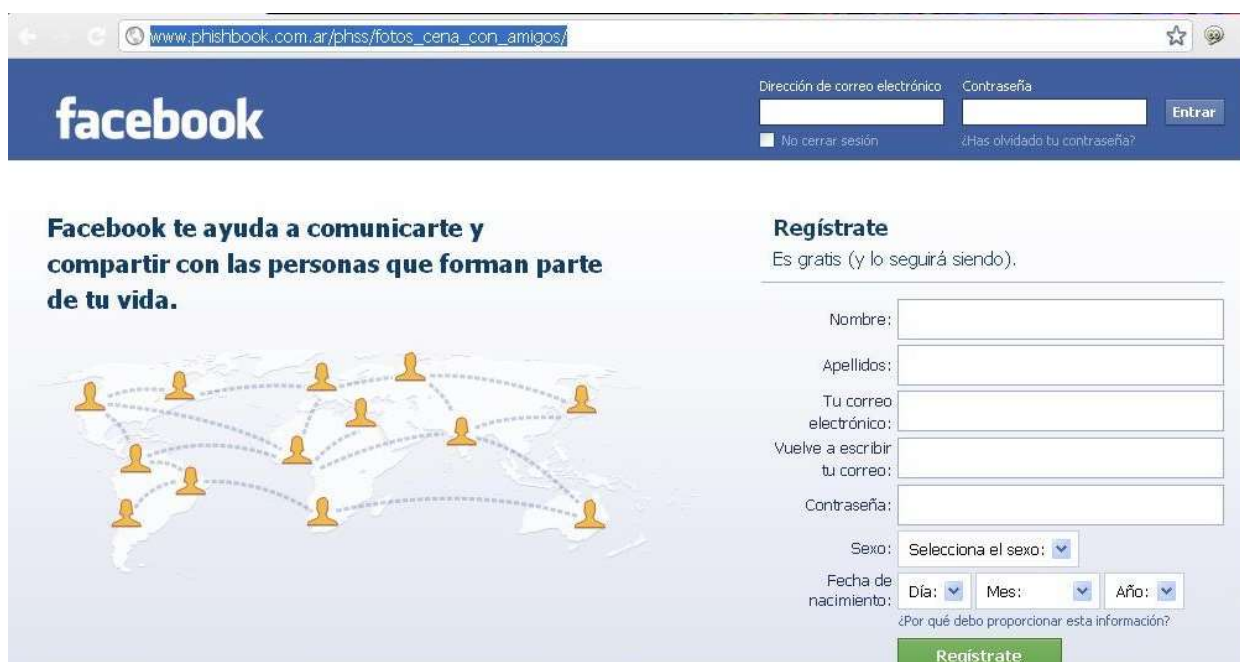 www.phishbook.com.ar/phss/fotos_cena_con_amigos/
facebook
Dirección de correo electrónico
Contraseña
Entrar
No cerrar sesión
¿Has olvidado tu contraseña?
Facebook te ayuda a comunicarte y
compartir con las personas que forman parte
de tu vida.
Regístrate
Es gratis (y lo seguirá siendo).
Nombre:
Apellidos:
Tu correo
electrónico:
Vuelve a escribir
tu correo:
Contraseña:
Sexo: Selecciona el sexo:
Fecha de
nacimiento:
Día: Mes: Año:
¿Por qué debo proporcionar esta información?
Regístrate